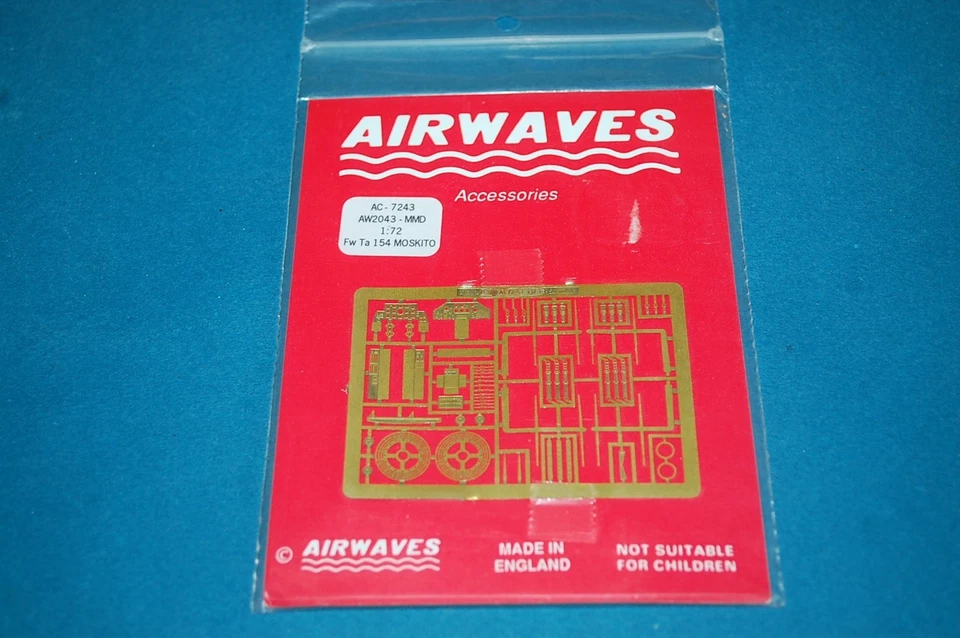 AIRWAVES
Accessories
AC - 7243
AW2043 - MMD
1:72
Fw Ta 154 MOSKITO
© AIRWAVES
MADE IN
ENGLAND
NOT SUITABLE
FOR CHILDREN